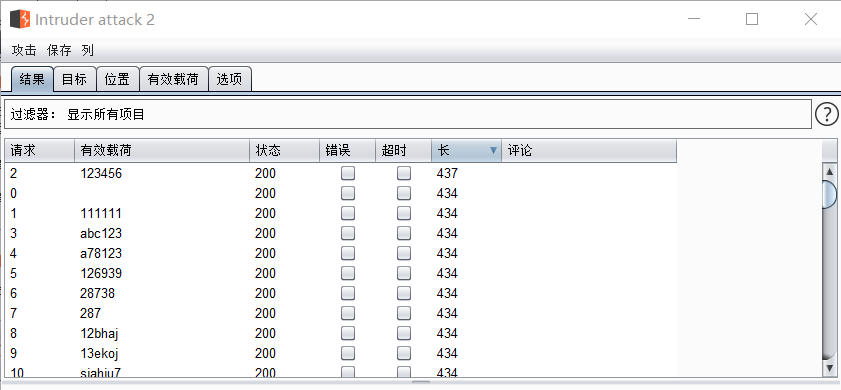 Intruder attack 2
攻击 保存 列
结果 目标 位置 有效载荷 选项
过滤器： 显示所有项目 ?
请求 有效载荷 状态 错误 超时 长 评论
2 123456 200 437
0 200 434
1 111111 200 434
3 abc123 200 434
4 a78123 200 434
5 126939 200 434
6 28738 200 434
7 287 200 434
8 12bhaj 200 434
9 13ekoj 200 434
10 200 434